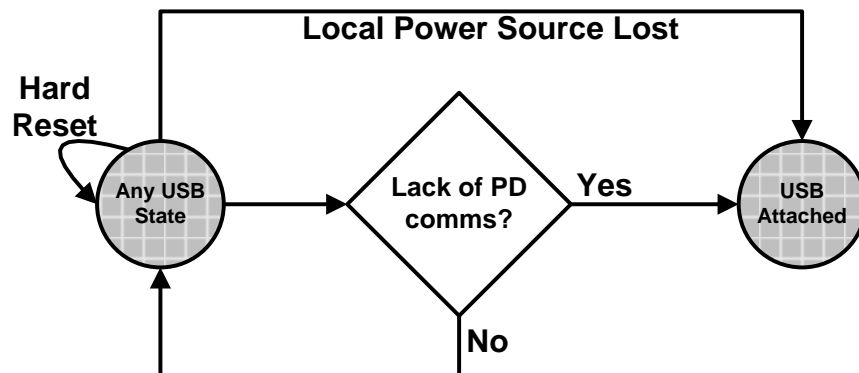 Local Power Source Lost
Hard
Reset
Any USB
State
Lack of PD
comms?
Yes
USB
Attached
No